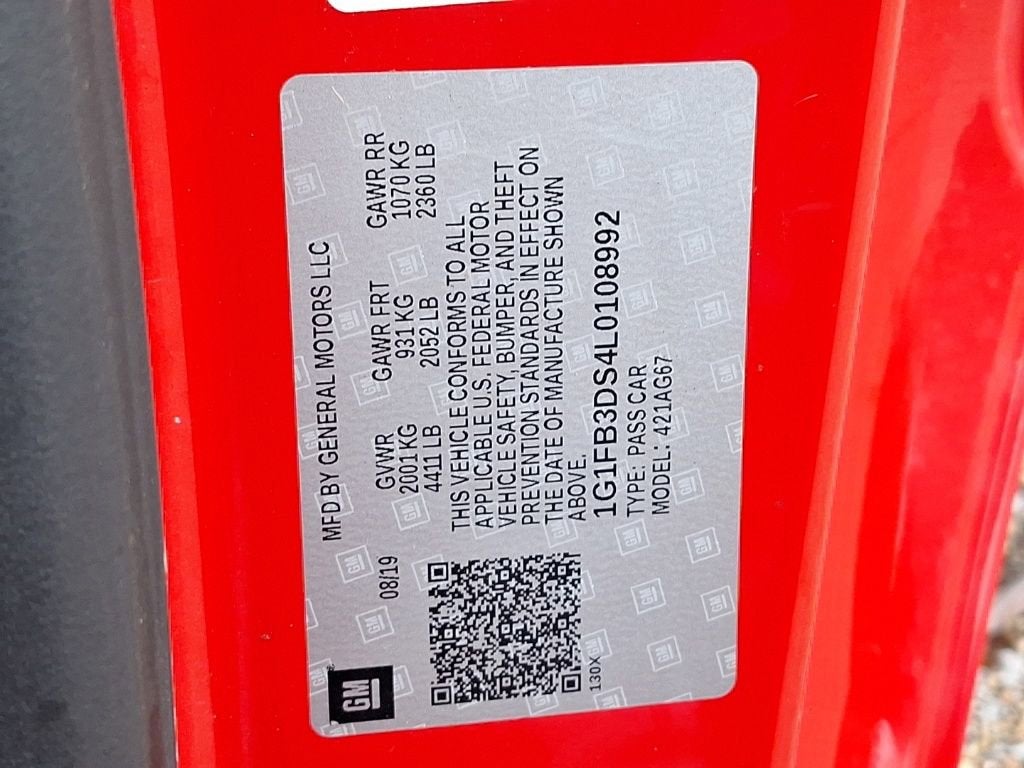 GM
MFD BY GENERAL MOTORS LLC
08/19
GVWR GAWR FRT GAWR RR
2001 KG 931 KG 1070 KG
4411 LB 2052 LB 2360 LB
THIS VEHICLE CONFORMS TO ALL
APPLICABLE U.S. FEDERAL MOTOR
VEHICLE SAFETY, BUMPER, AND THEFT
PREVENTION STANDARDS IN EFFECT ON
THE DATE OF MANUFACTURE SHOWN
ABOVE.
1G1FB3DS4L0108992
TYPE: PASS CAR
MODEL: 421AG67
130X